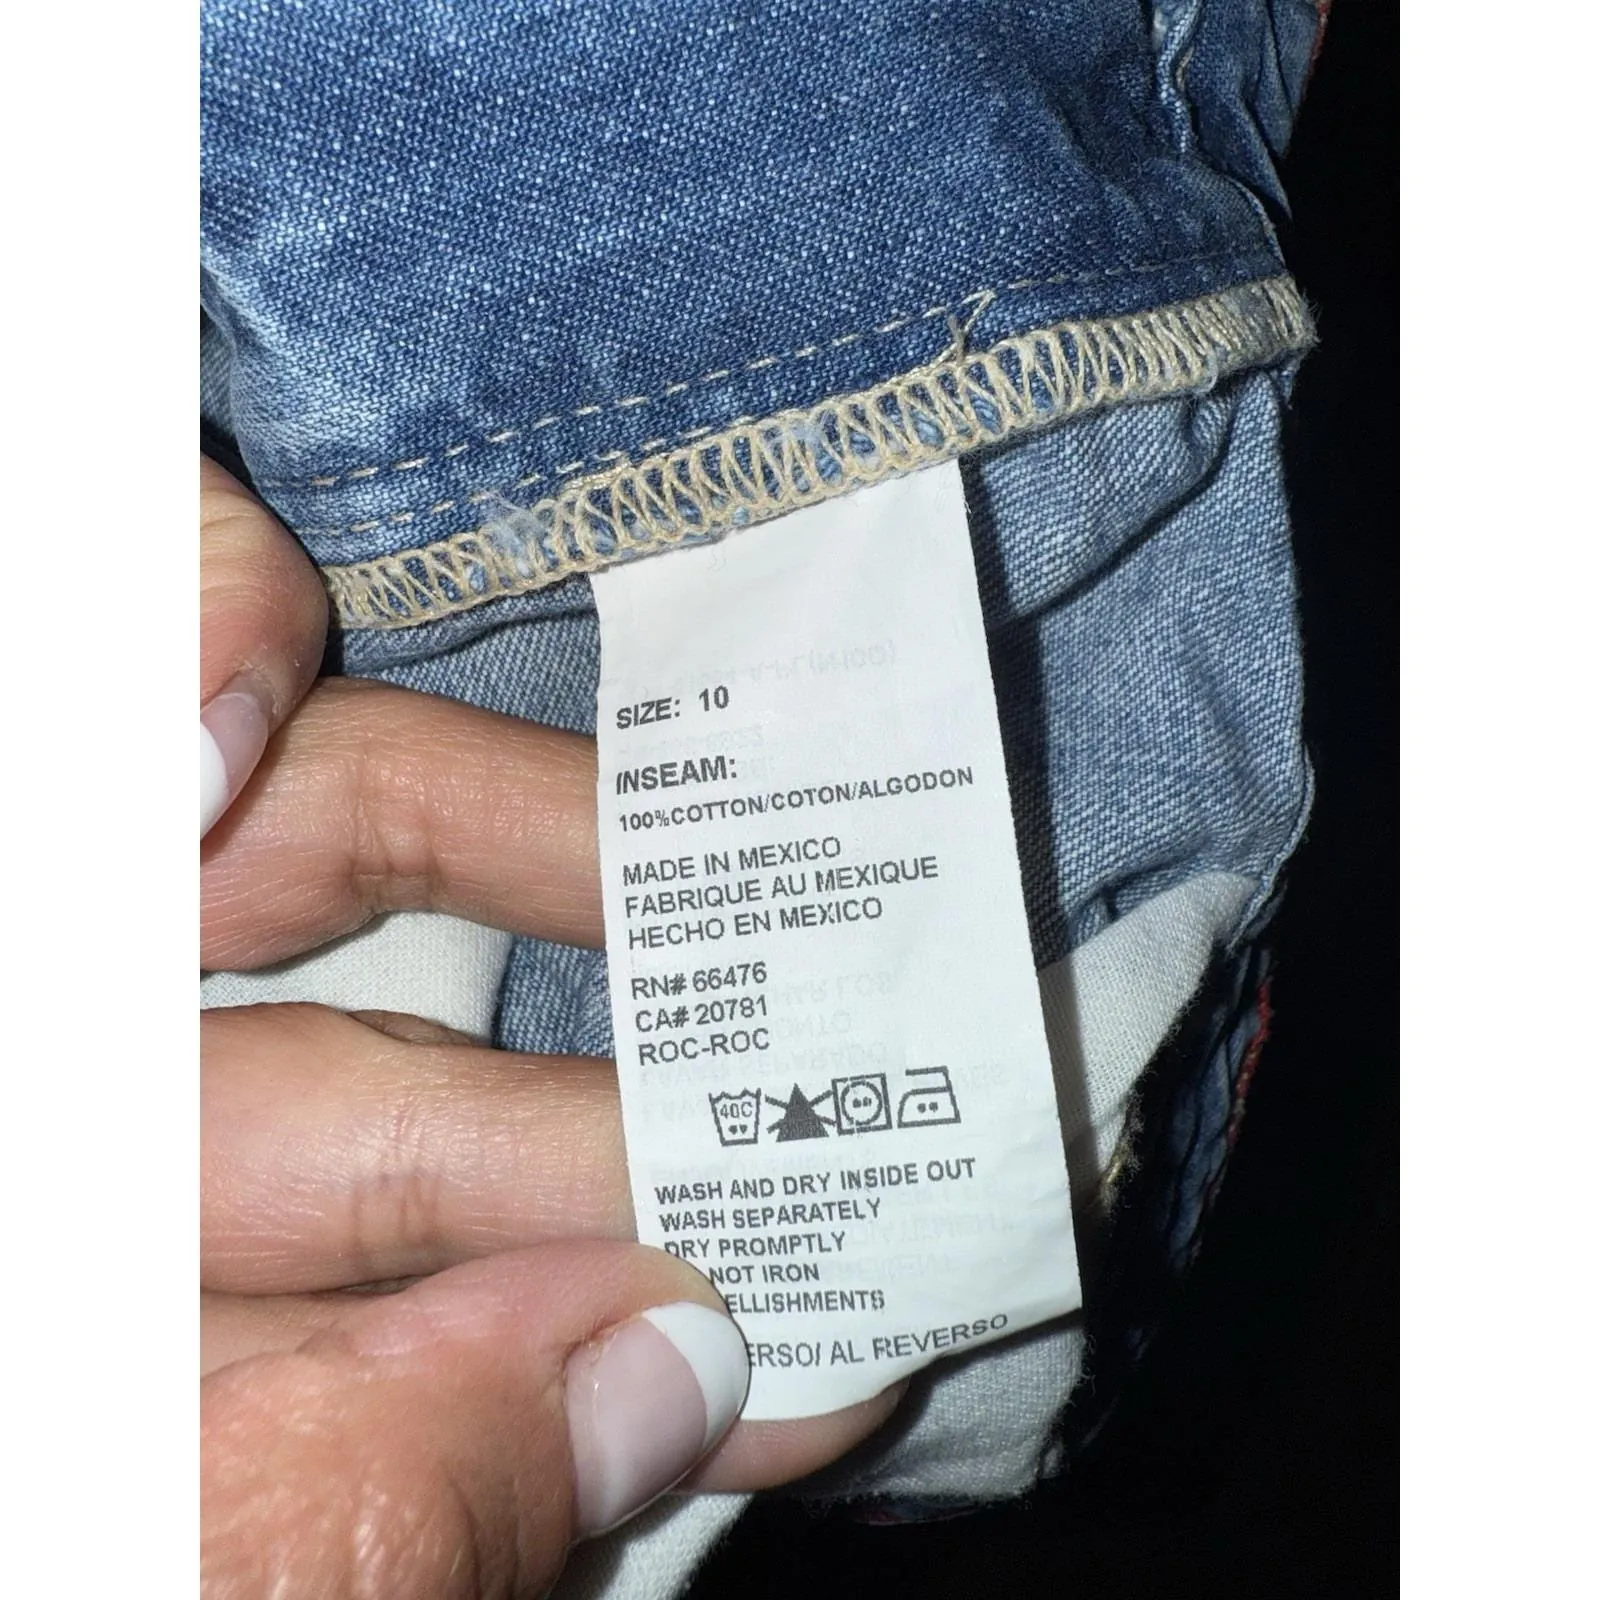 SIZE: 10
INSEAM:
100%COTTON/COTON/ALGODON
MADE IN MEXICO
FABRIQUE AU MEXIQUE
HECHO EN MEXICO
RN# 66476
CA# 20781
ROC-ROC
40C
WASH AND DRY INSIDE OUT
WASH SEPARATELY
DRY PROMPTLY
NOT IRON
ELLISHMENTS
ERSO/ AL REVERSO